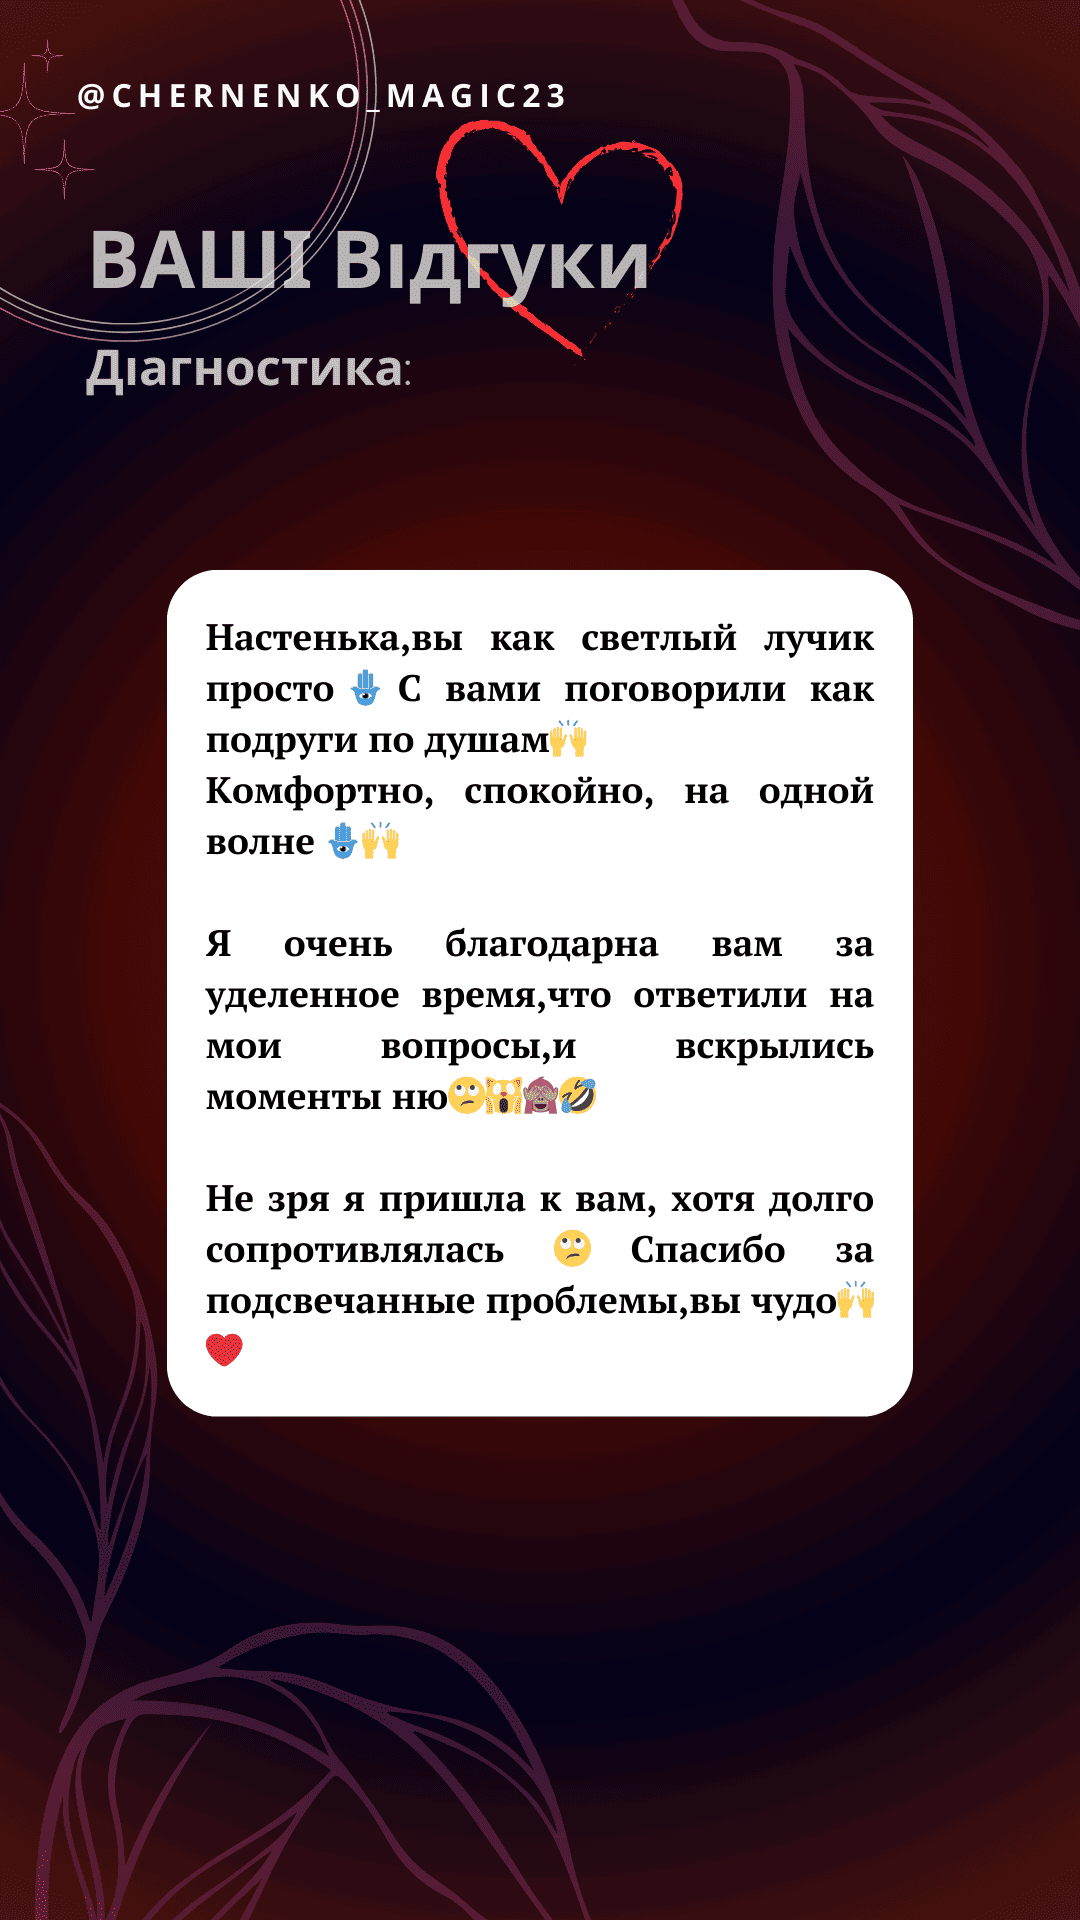 @CHERNENKO_MAGIC23
ВАШІ Відгуки
Діагностика:
Настенька,вы как светлый лучик
просто 🪬 С вами поговорили как
подруги по душам🙌
Комфортно, спокойно, на одной
волне 🪬🙌
Я очень благодарна вам за
уделенное время,что ответили на
мои вопросы,и вскрылись
моменты ню🙄🙀🙈🤣
Не зря я пришла к вам, хотя долго
сопротивлялась 🙄 Спасибо за
подсвечанные проблемы,вы чудо🙌
❤️